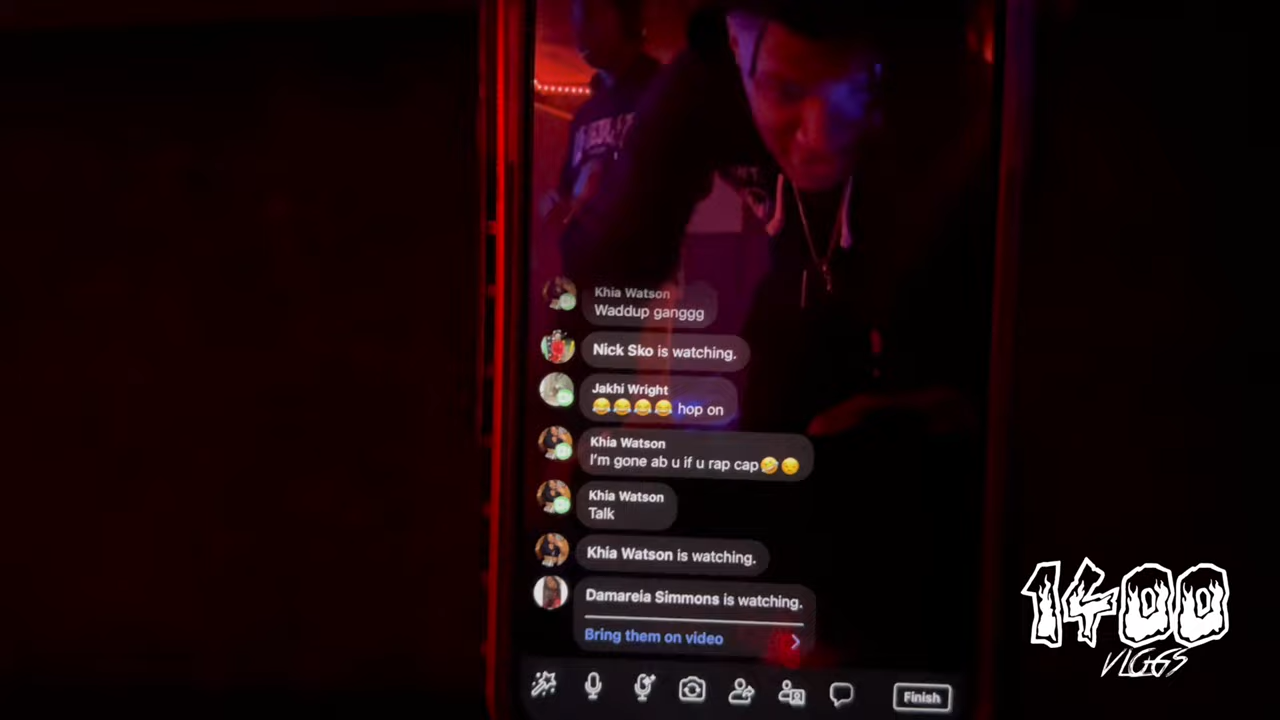 Khia Watson
Waddup ganggg
Nick Sko is watching.
Jakhi Wright
😂😂😂😂 hop on
Khia Watson
I'm gone ab u if u rap cap🤣😒
Khia Watson
Talk
Khia Watson is watching.
Damareia Simmons is watching.
Bring them on video
Finish
1400
VLGGS